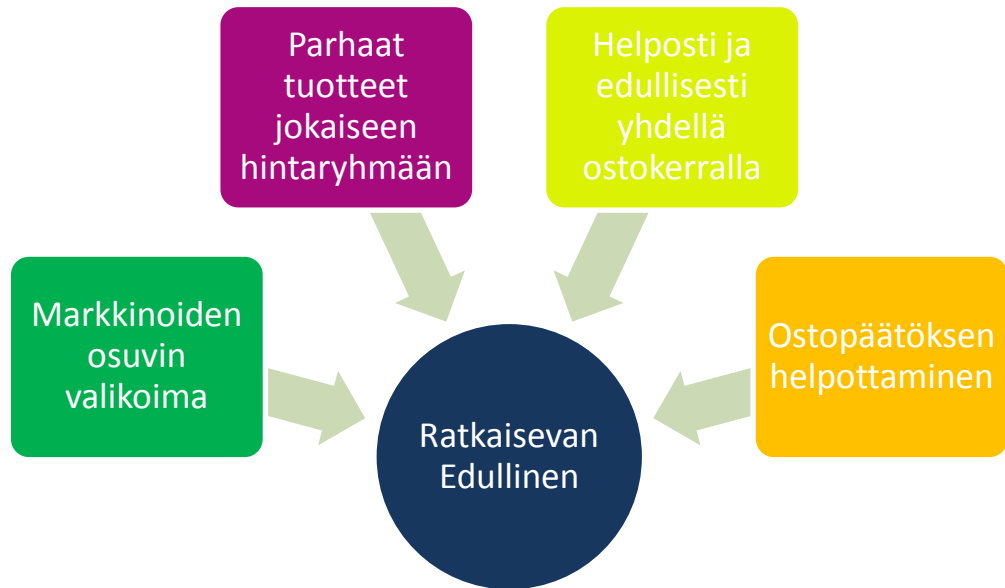 Parhaat
tuotteet
jokaiseen
hintaryhmään
Helposti ja
edullisesti
yhdellä
ostokerralla
Markkinoiden
osuvin
valikoima
Ostopäätöksen
helpottaminen
Ratkaisevan
Edullinen